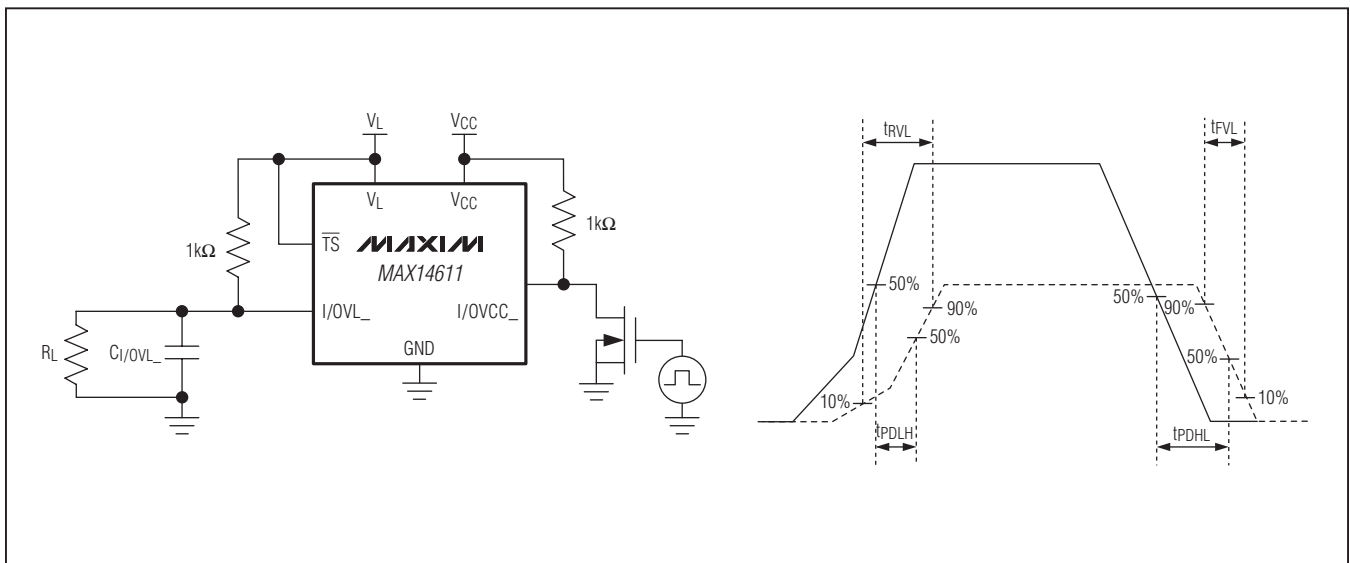 VL
VCC
1kΩ
VL
VCC
1kΩ
TS
MAXIM
MAX14611
I/OVL_
I/OVCC_
GND
RL
CI/OVL_
tRVL
tFVL
50%
90%
50%
10%
tPDLH
50%
90%
50%
10%
tPDHL